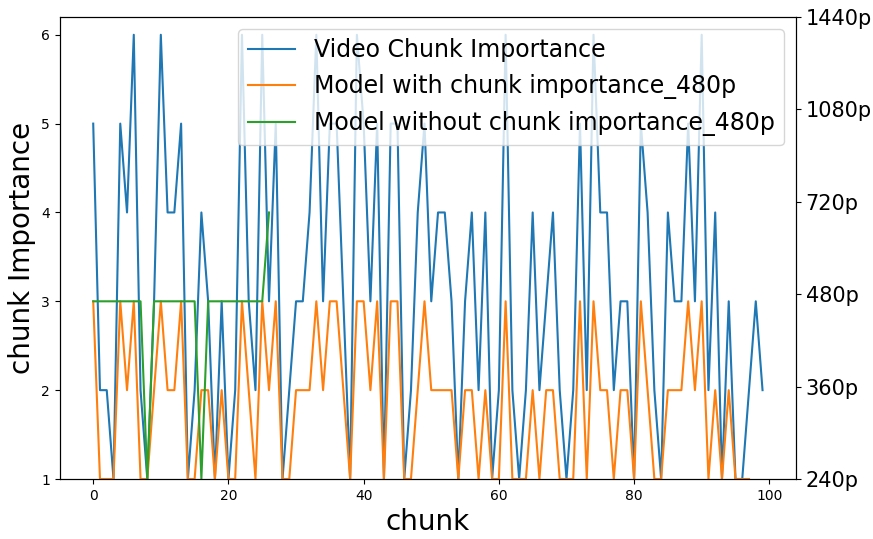 Video Chunk Importance
Model with chunk importance_480p
Model without chunk importance_480p
chunk Importance
6
5
4
3
2
1
1440p
1080p
720p
480p
360p
240p
0 20 40 60 80 100
chunk